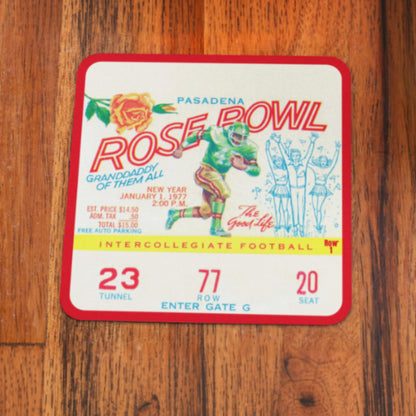 PASADENA
ROSE BOWL
GRANDDADDY
OF THEM ALL
NEW YEAR
JANUARY 1, 1977
2:00 P.M.
EST. PRICE $14.50
ADM. TAX .50
TOTAL $15.00
FREE AUTO PARKING
The
Good Life
INTERCOLLEGIATE FOOTBALL
Row
1
23
TUNNEL
77
ROW
20
SEAT
ENTER GATE G